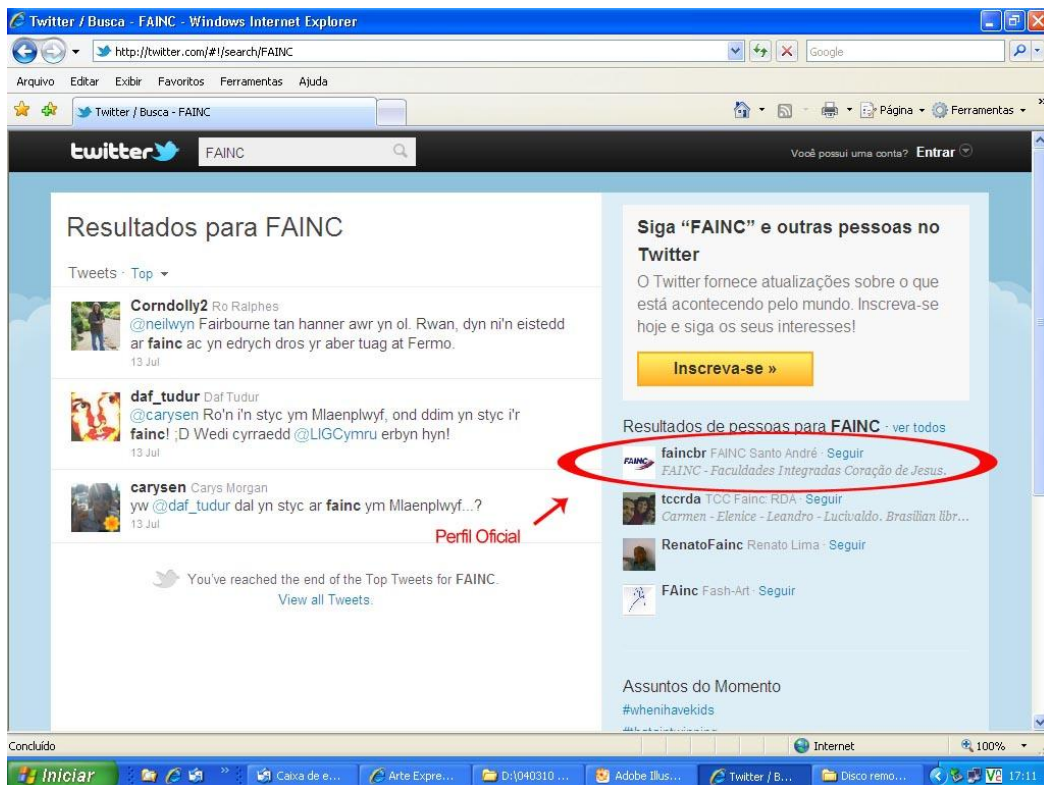 Twitter / Busca - FAINC - Windows Internet Explorer
http://twitter.com/#!/search/FAINC
Google
Arquivo Editar Exibir Favoritos Ferramentas Ajuda
Twitter / Busca - FAINC
Página Ferramentas
twitter
FAINC
Você possui uma conta? Entrar
Resultados para FAINC
Tweets · Top
Corndolly2 Ro Ralphes
@neilwyn Fairbourne tan hanner awr yn ol. Rwan, dyn ni'n eistedd
ar fainc ac yn edrych dros yr aber tuag at Fermo.
13 Jul
daf_tudur Daf Tudur
@carysen Ro'n i'n styc ym Mlaenplwyf, ond ddim yn styc i'r
fainc! ;D Wedi cyrraedd @LlGCymru erbyn hyn!
13 Jul
carysen Carys Morgan
yw @daf_tudur dal yn styc ar fainc ym Mlaenplwyf...?
13 Jul
Perfil Oficial
You've reached the end of the Top Tweets for FAINC.
View all Tweets.
Siga “FAINC” e outras pessoas no
Twitter
O Twitter fornece atualizações sobre o que
está acontecendo pelo mundo. Inscreva-se
hoje e siga os seus interesses!
Inscreva-se »
Resultados de pessoas para FAINC · ver todos
FAINC
faincbr FAINC Santo André · Seguir
FAINC - Faculdades Integradas Coração de Jesus.
tccrda TCC Fainc: RDA · Seguir
Carmen - Elenice - Leandro - Lucivaldo. Brasilian libr...
RenatoFainc Renato Lima · Seguir
FAinc Fash-Art · Seguir
Assuntos do Momento
#whenihavekids
Concluído
Internet
100%
Iniciar
Caixa de e...
Arte Expre...
D:\040310 ...
Adobe Illus...
Twitter / B...
Disco remo...
17:11